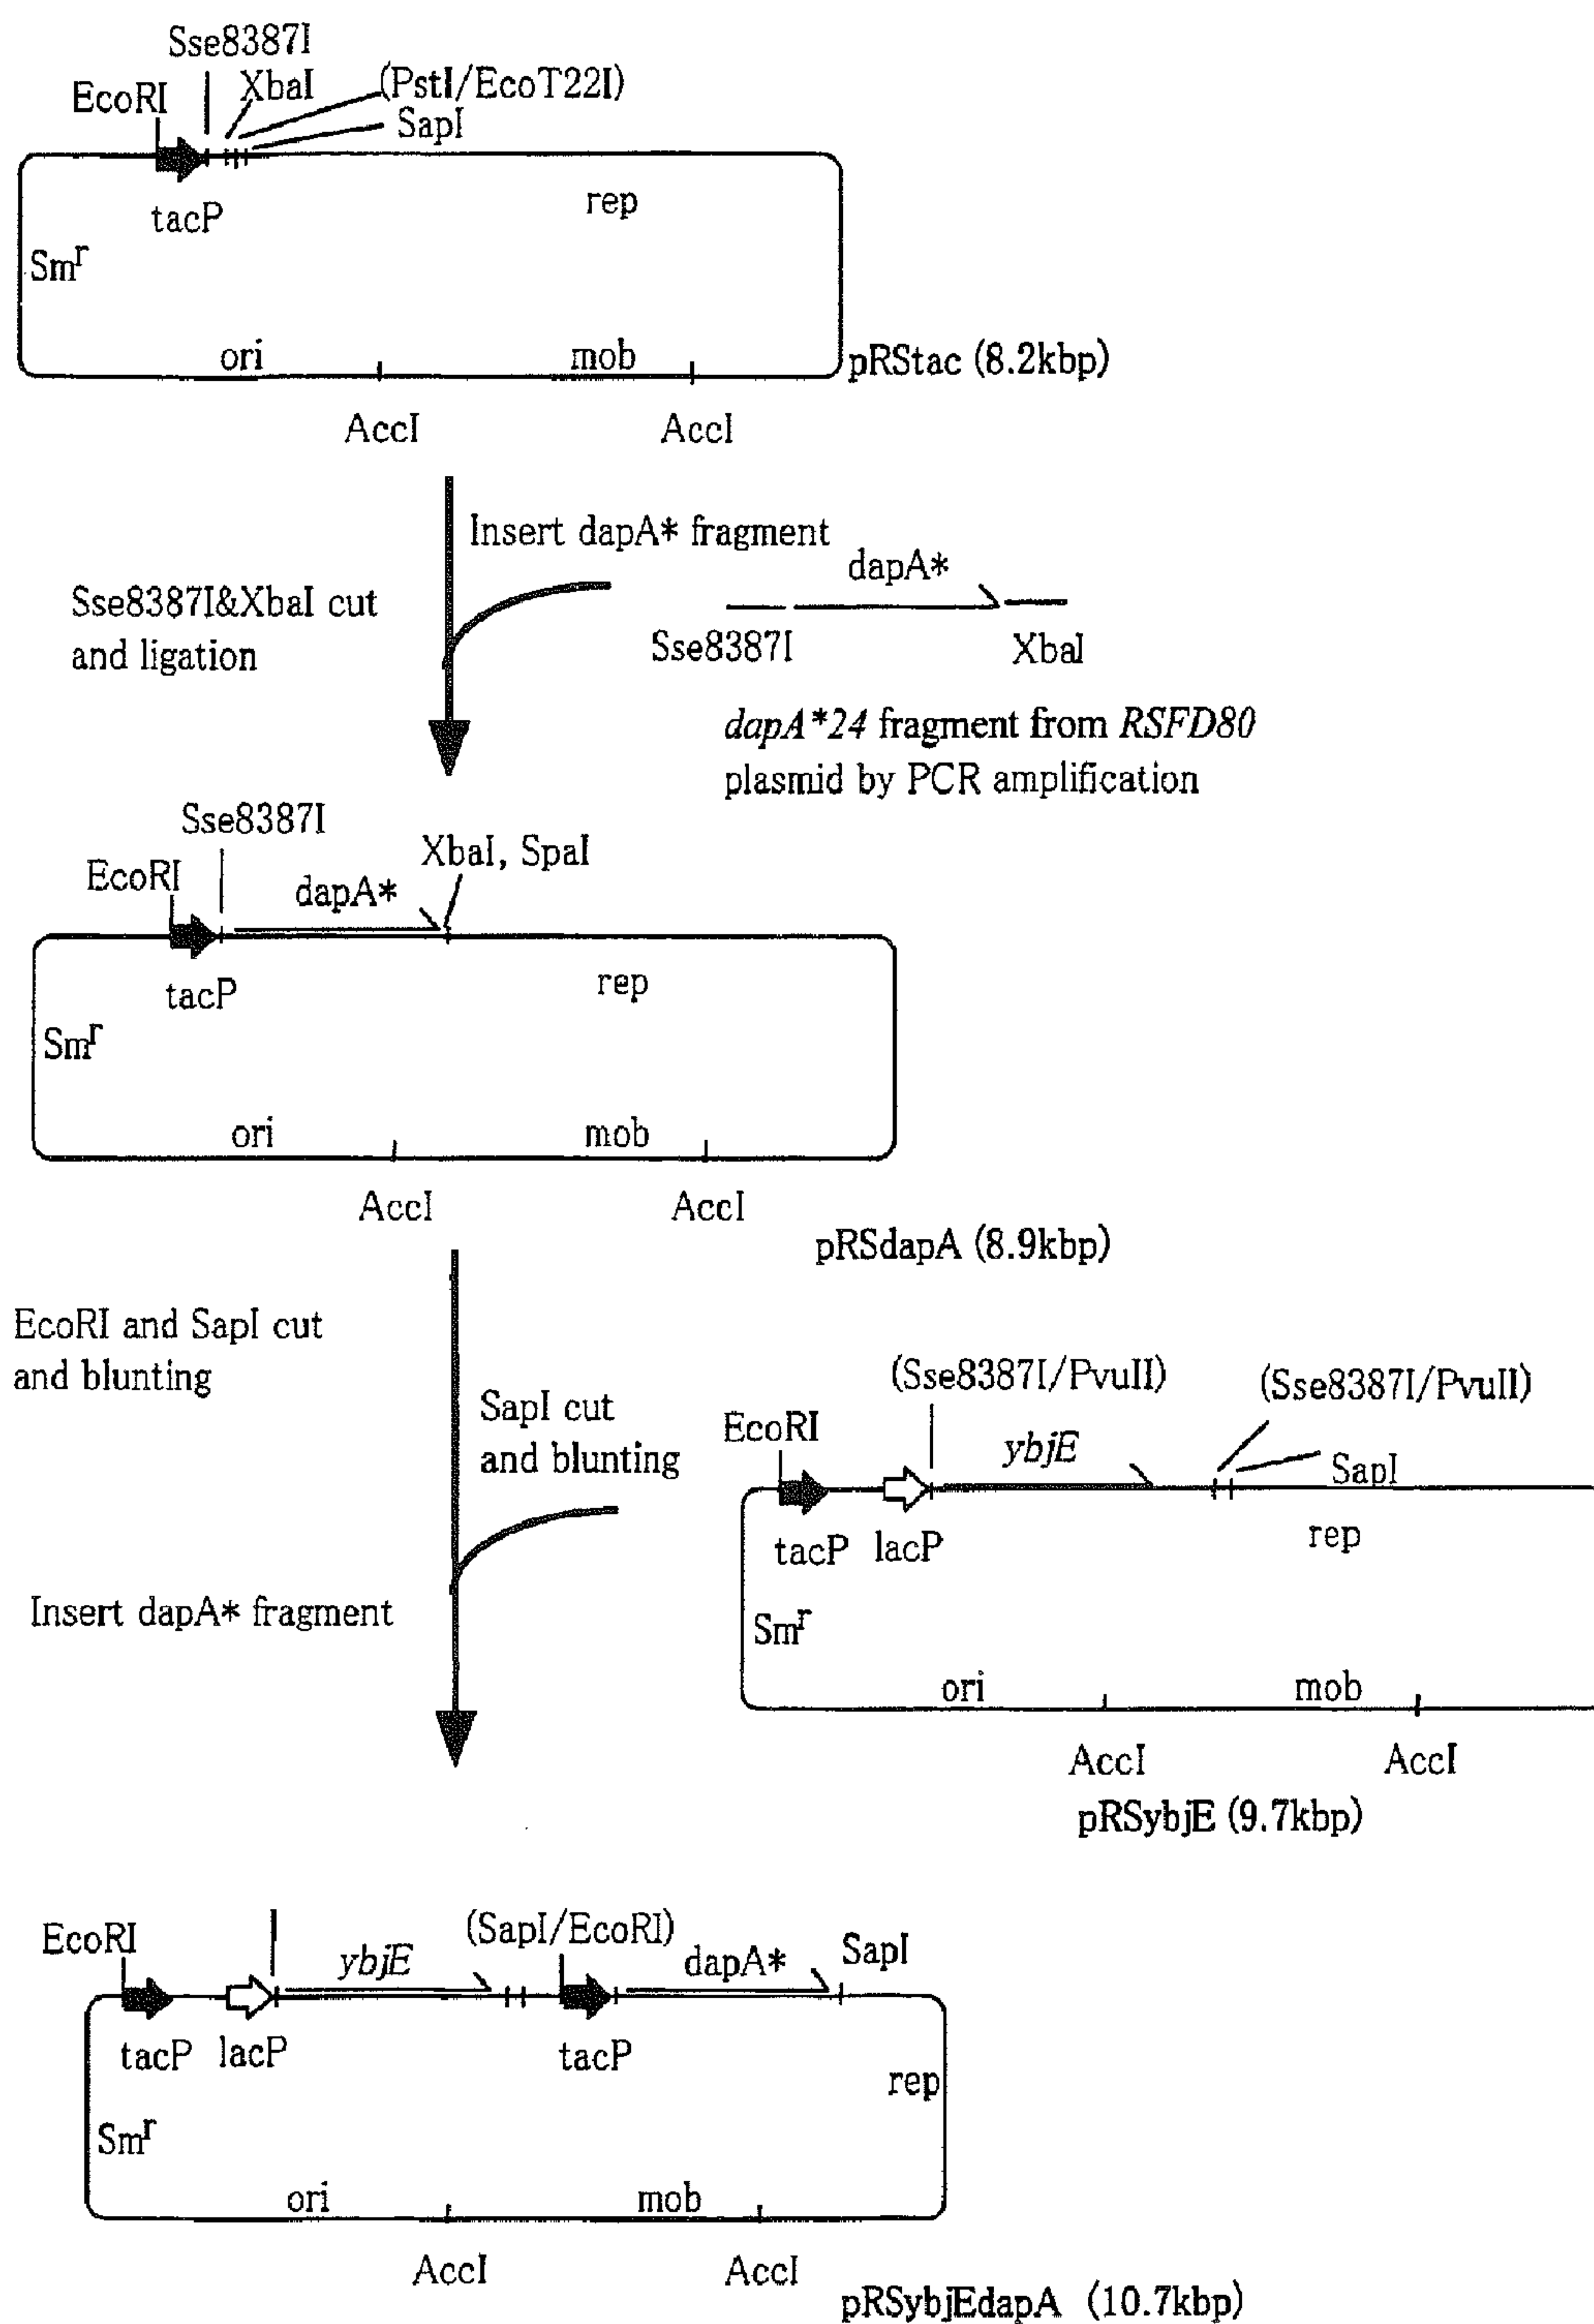 Sse8387I
EcoRI
XbaI
(PstI/EcoT22I)
SapI
tacP
rep
Smr
ori
mob
pRStac (8.2kbp)
AccI
AccI
Insert dapA* fragment
dapA*
Sse8387I&XbaI cut
and ligation
Sse8387I
XbaI
dapA*24 fragment from RSFD80
plasmid by PCR amplification
Sse8387I
XbaI, SpaI
EcoRI
dapA*
tacP
rep
Smr
ori
mob
AccI
AccI
pRSdapA (8.9kbp)
EcoRI and SapI cut
and blunting
SapI cut
and blunting
(Sse8387I/PvuII)
(Sse8387I/PvuII)
EcoRI
ybjE
SapI
tacP
lacP
rep
Insert dapA* fragment
Smr
ori
mob
AccI
AccI
pRSybjE (9.7kbp)
EcoRI
ybjE
(SapI/EcoRI)
dapA*
SapI
tacP
lacP
tacP
rep
Smr
ori
mob
AccI
AccI
pRSybjEdapA (10.7kbp)